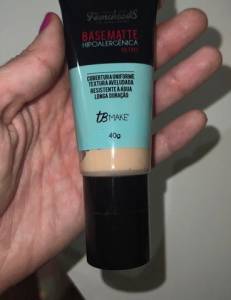 BASE MATTE
HIPOALERGÊNICA
COBERTURA UNIFORME
TEXTURA AVELUDADA
RESISTENTE À ÁGUA
LONGA DURAÇÃO
tB MAKE
40g